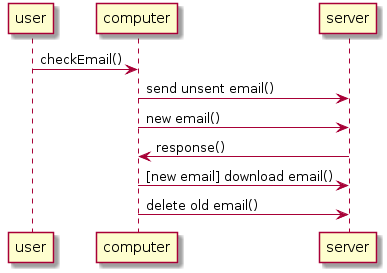 user computer server
checkEmail()
send unsent email()
new email()
response()
[new email] download email()
delete old email()
user computer server